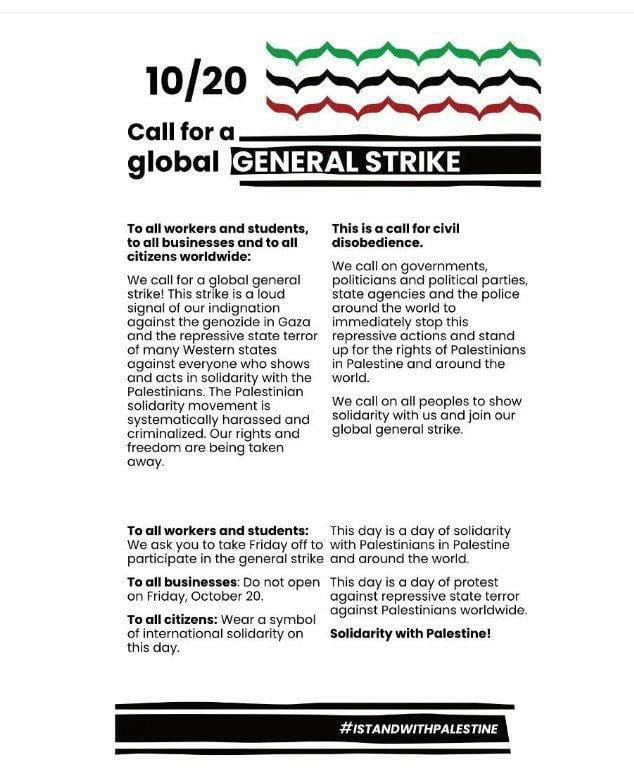 10/20
Call for a
global GENERAL STRIKE
To all workers and students,
to all businesses and to all
citizens worldwide:
We call for a global general
strike! This strike is a loud
signal of our indignation
against the genozide in Gaza
and the repressive state terror
of many Western states
against everyone who shows
and acts in solidarity with the
Palestinians. The Palestinian
solidarity movement is
systematically harassed and
criminalized. Our rights and
freedom are being taken
away.
This is a call for civil
disobedience.
We call on governments,
politicians and political parties,
state agencies and the police
around the world to
immediately stop this
repressive actions and stand
up for the rights of Palestinians
in Palestine and around the
world.
We call on all peoples to show
solidarity with us and join our
global general strike.
To all workers and students:
We ask you to take Friday off to
participate in the general strike
To all businesses: Do not open
on Friday, October 20.
To all citizens: Wear a symbol
of international solidarity on
this day.
This day is a day of solidarity
with Palestinians in Palestine
and around the world.
This day is a day of protest
against repressive state terror
against Palestinians worldwide.
Solidarity with Palestine!
#ISTANDWITHPALESTINE